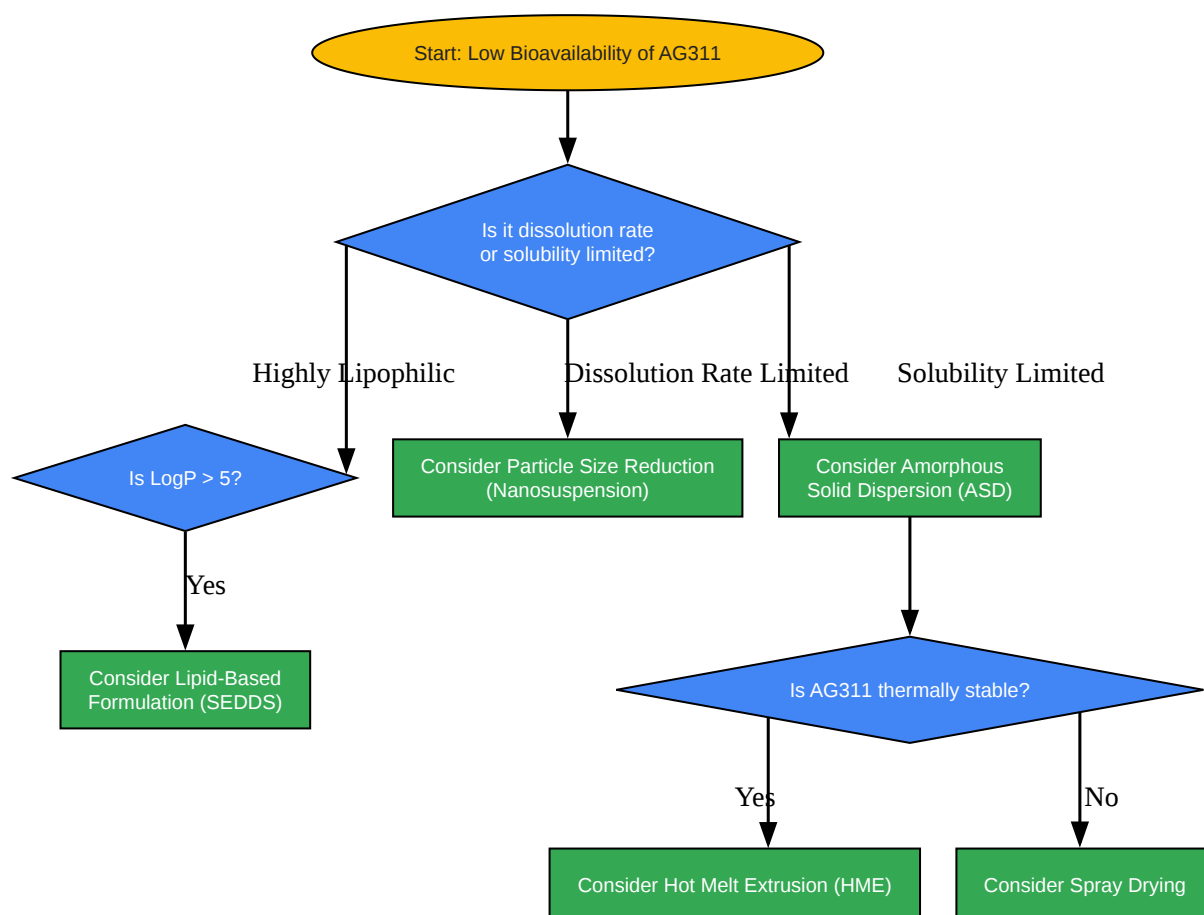 Start: Low Bioavailability of AG311
Is it dissolution rate
or solubility limited?
Highly Lipophilic
Dissolution Rate Limited
Solubility Limited
Is LogP > 5?
Consider Particle Size Reduction
(Nanosuspension)
Consider Amorphous
Solid Dispersion (ASD)
Yes
Consider Lipid-Based
Formulation (SEDDS)
Is AG311 thermally stable?
Yes
No
Consider Hot Melt Extrusion (HME)
Consider Spray Drying